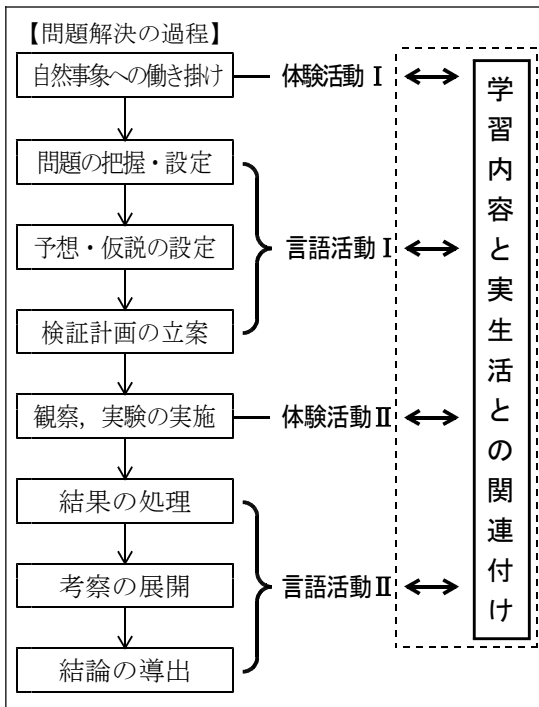 【問題解決の過程】
自然事象への働き掛け
体験活動Ⅰ
問題の把握・設定
予想・仮説の設定
言語活動Ⅰ
検証計画の立案
観察，実験の実施
体験活動Ⅱ
結果の処理
考察の展開
言語活動Ⅱ
結論の導出
学習内容と実生活との関連付け